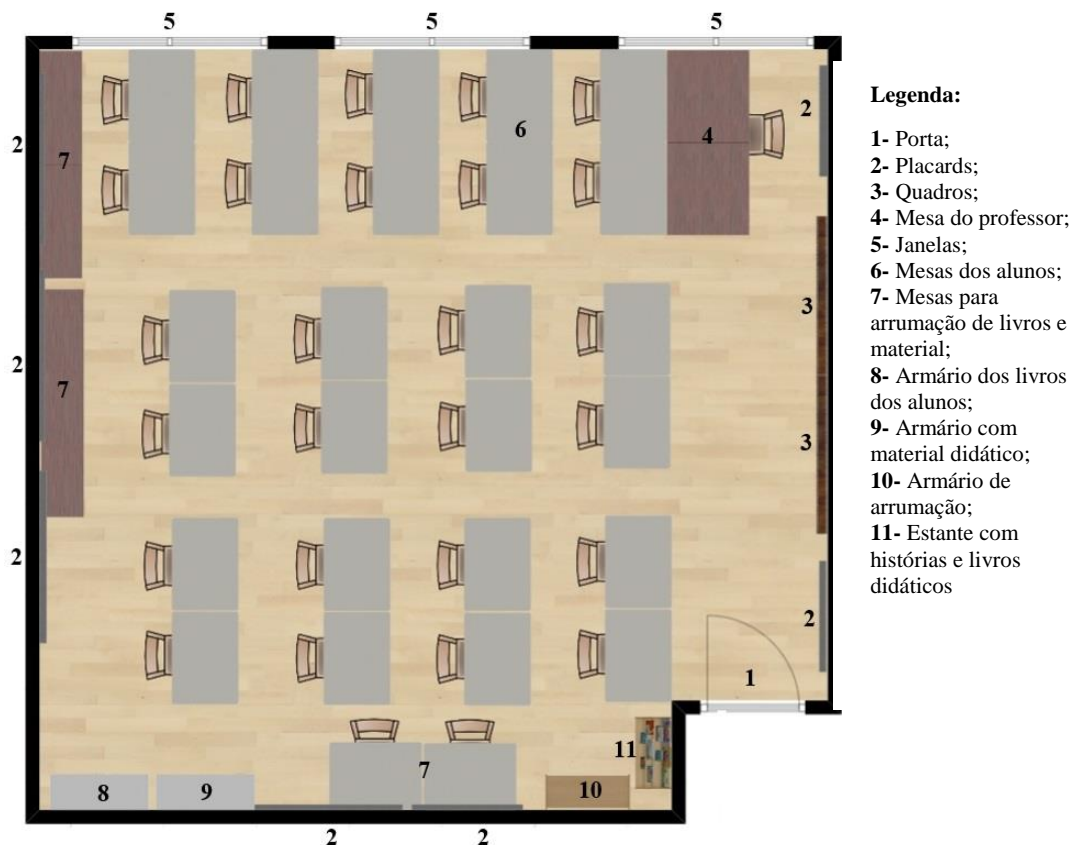 5 5 5
Legenda:
2
2
6
4
7
1- Porta;
2- Placards;
3- Quadros;
4- Mesa do professor;
5- Janelas;
6- Mesas dos alunos;
7- Mesas para
arrumação de livros e
material;
8- Armário dos livros
dos alunos;
9- Armário com
material didático;
10- Armário de
arrumação;
11- Estante com
histórias e livros
didáticos
3
2
7
3
2
2
1
11
7
8
9
10
2 2